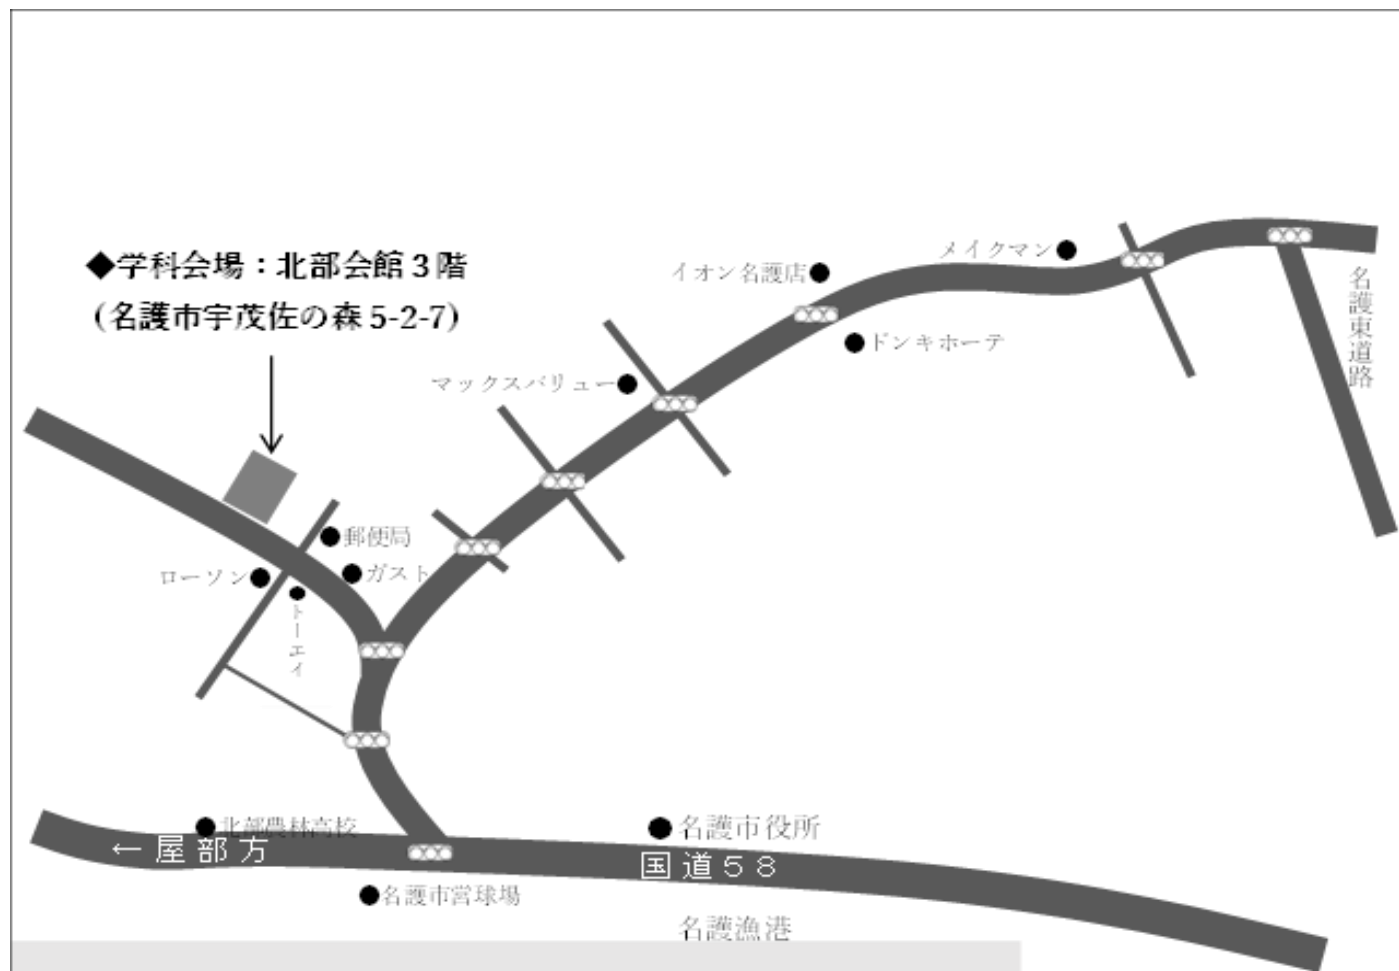 ◆学科会場：北部会館3階
（名護市宇茂佐の森5-2-7）
メイクマン
イオン名護店
ドンキホーテ
名護東道路
マックスバリュー
郵便局
ガスト
ローソン
トーエイ
北部農林高校
名護市役所
←屋部方
国道58
名護市営球場
名護漁港